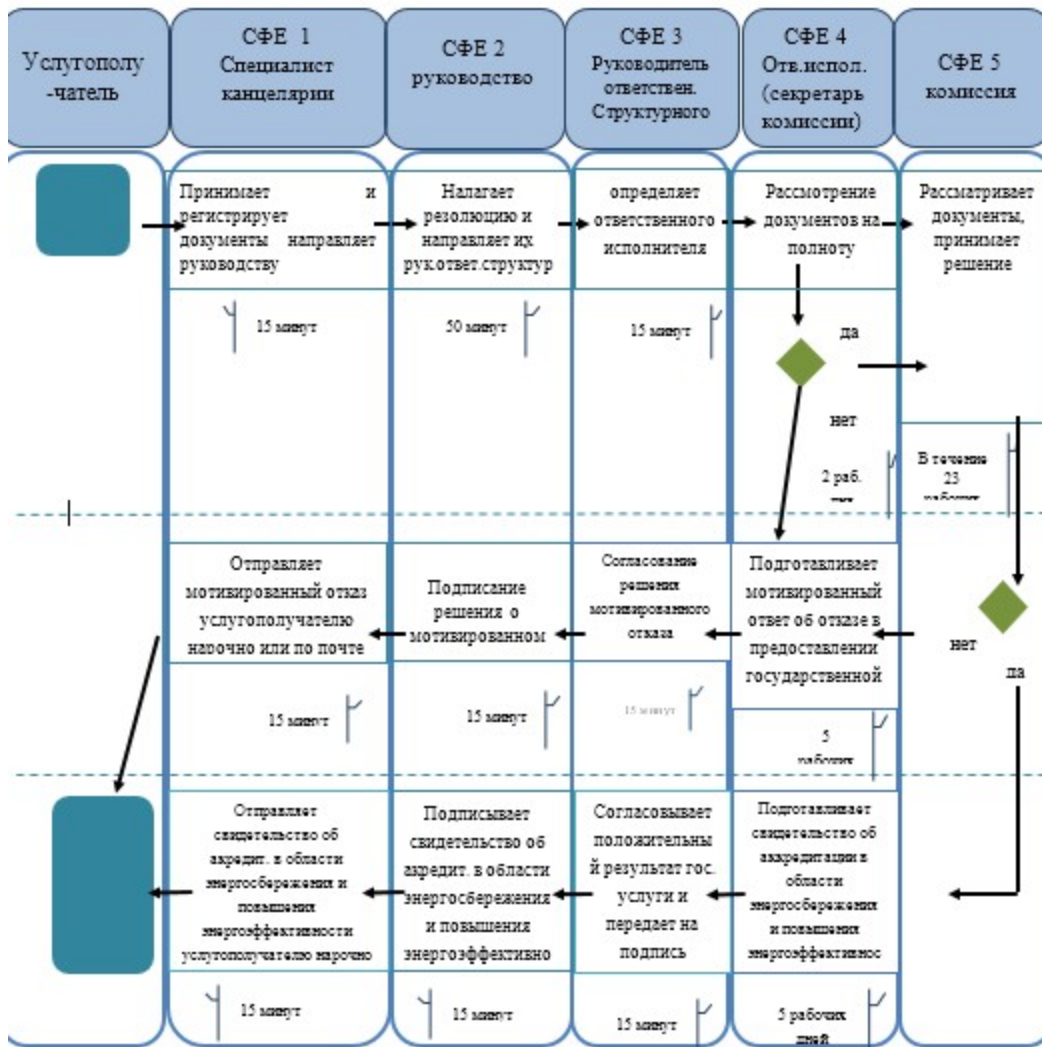 Услугополу
-чатель
СФЕ 1
Специалист
канцелярии
СФЕ 2
руководство
СФЕ 3
Руководитель
ответствен.
Структурного
СФЕ 4
Отв.испол.
(секретарь
комиссии)
СФЕ 5
комиссия
Принимает и
регистрирует
документы направляет
руководству
Налагает
резолюцию и
направляет их
рук.ответ.структур
определяет
ответственного
исполнителя
Рассмотрение
документов на
полноту
Рассматривает
документы,
принимает
решение
15 минут
50 минут
15 минут
да
нет
2 раб.
дня
В течение
23
рабочих
Отправляет
мотивированный отказ
услугополучателю
нарочно или по почте
Подписание
решения о
мотивированном
Согласование
решения
мотивированного
отказа
Подготавливает
мотивированный
ответ об отказе в
предоставлении
государственной
нет
да
15 минут
15 минут
15 минут
5
рабочих
Отправляет
свидетельство об
акредит. в области
энергосбережения и
повышения
энергоэффективности
услугополучателю нарочно
Подписывает
свидетельство об
акредит. в области
энергосбережения
и повышения
энергоэффективно
Согласовывает
положительны
й результат гос.
услуги и
передает на
подпись
Подготавливает
свидетельство об
аккредитации в
области
энергосбережения
и повышения
энергоэффективнос
15 минут
15 минут
15 минут
5 рабочих
дней